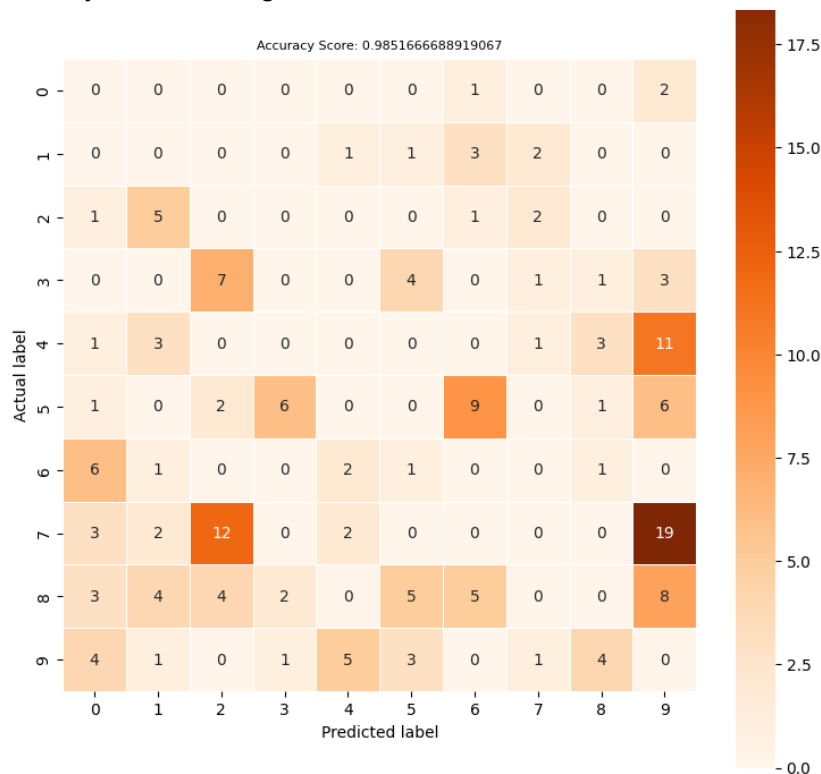 Accuracy Score: 0.9851666688919067
0 0 0 0 0 0 0 1 0 0 2
1 0 0 0 0 1 1 3 2 0 0
2 1 5 0 0 0 0 1 2 0 0
3 0 0 7 0 0 4 0 1 1 3
4 1 3 0 0 0 0 0 1 3 11
5 1 0 2 6 0 0 9 0 1 6
6 6 1 0 0 2 1 0 0 1 0
7 3 2 12 0 2 0 0 0 0 19
8 3 4 4 2 0 5 5 0 0 8
9 4 1 0 1 5 3 0 1 4 0
0 1 2 3 4 5 6 7 8 9
Actual label
Predicted label
17.5
15.0
12.5
10.0
7.5
5.0
2.5
0.0